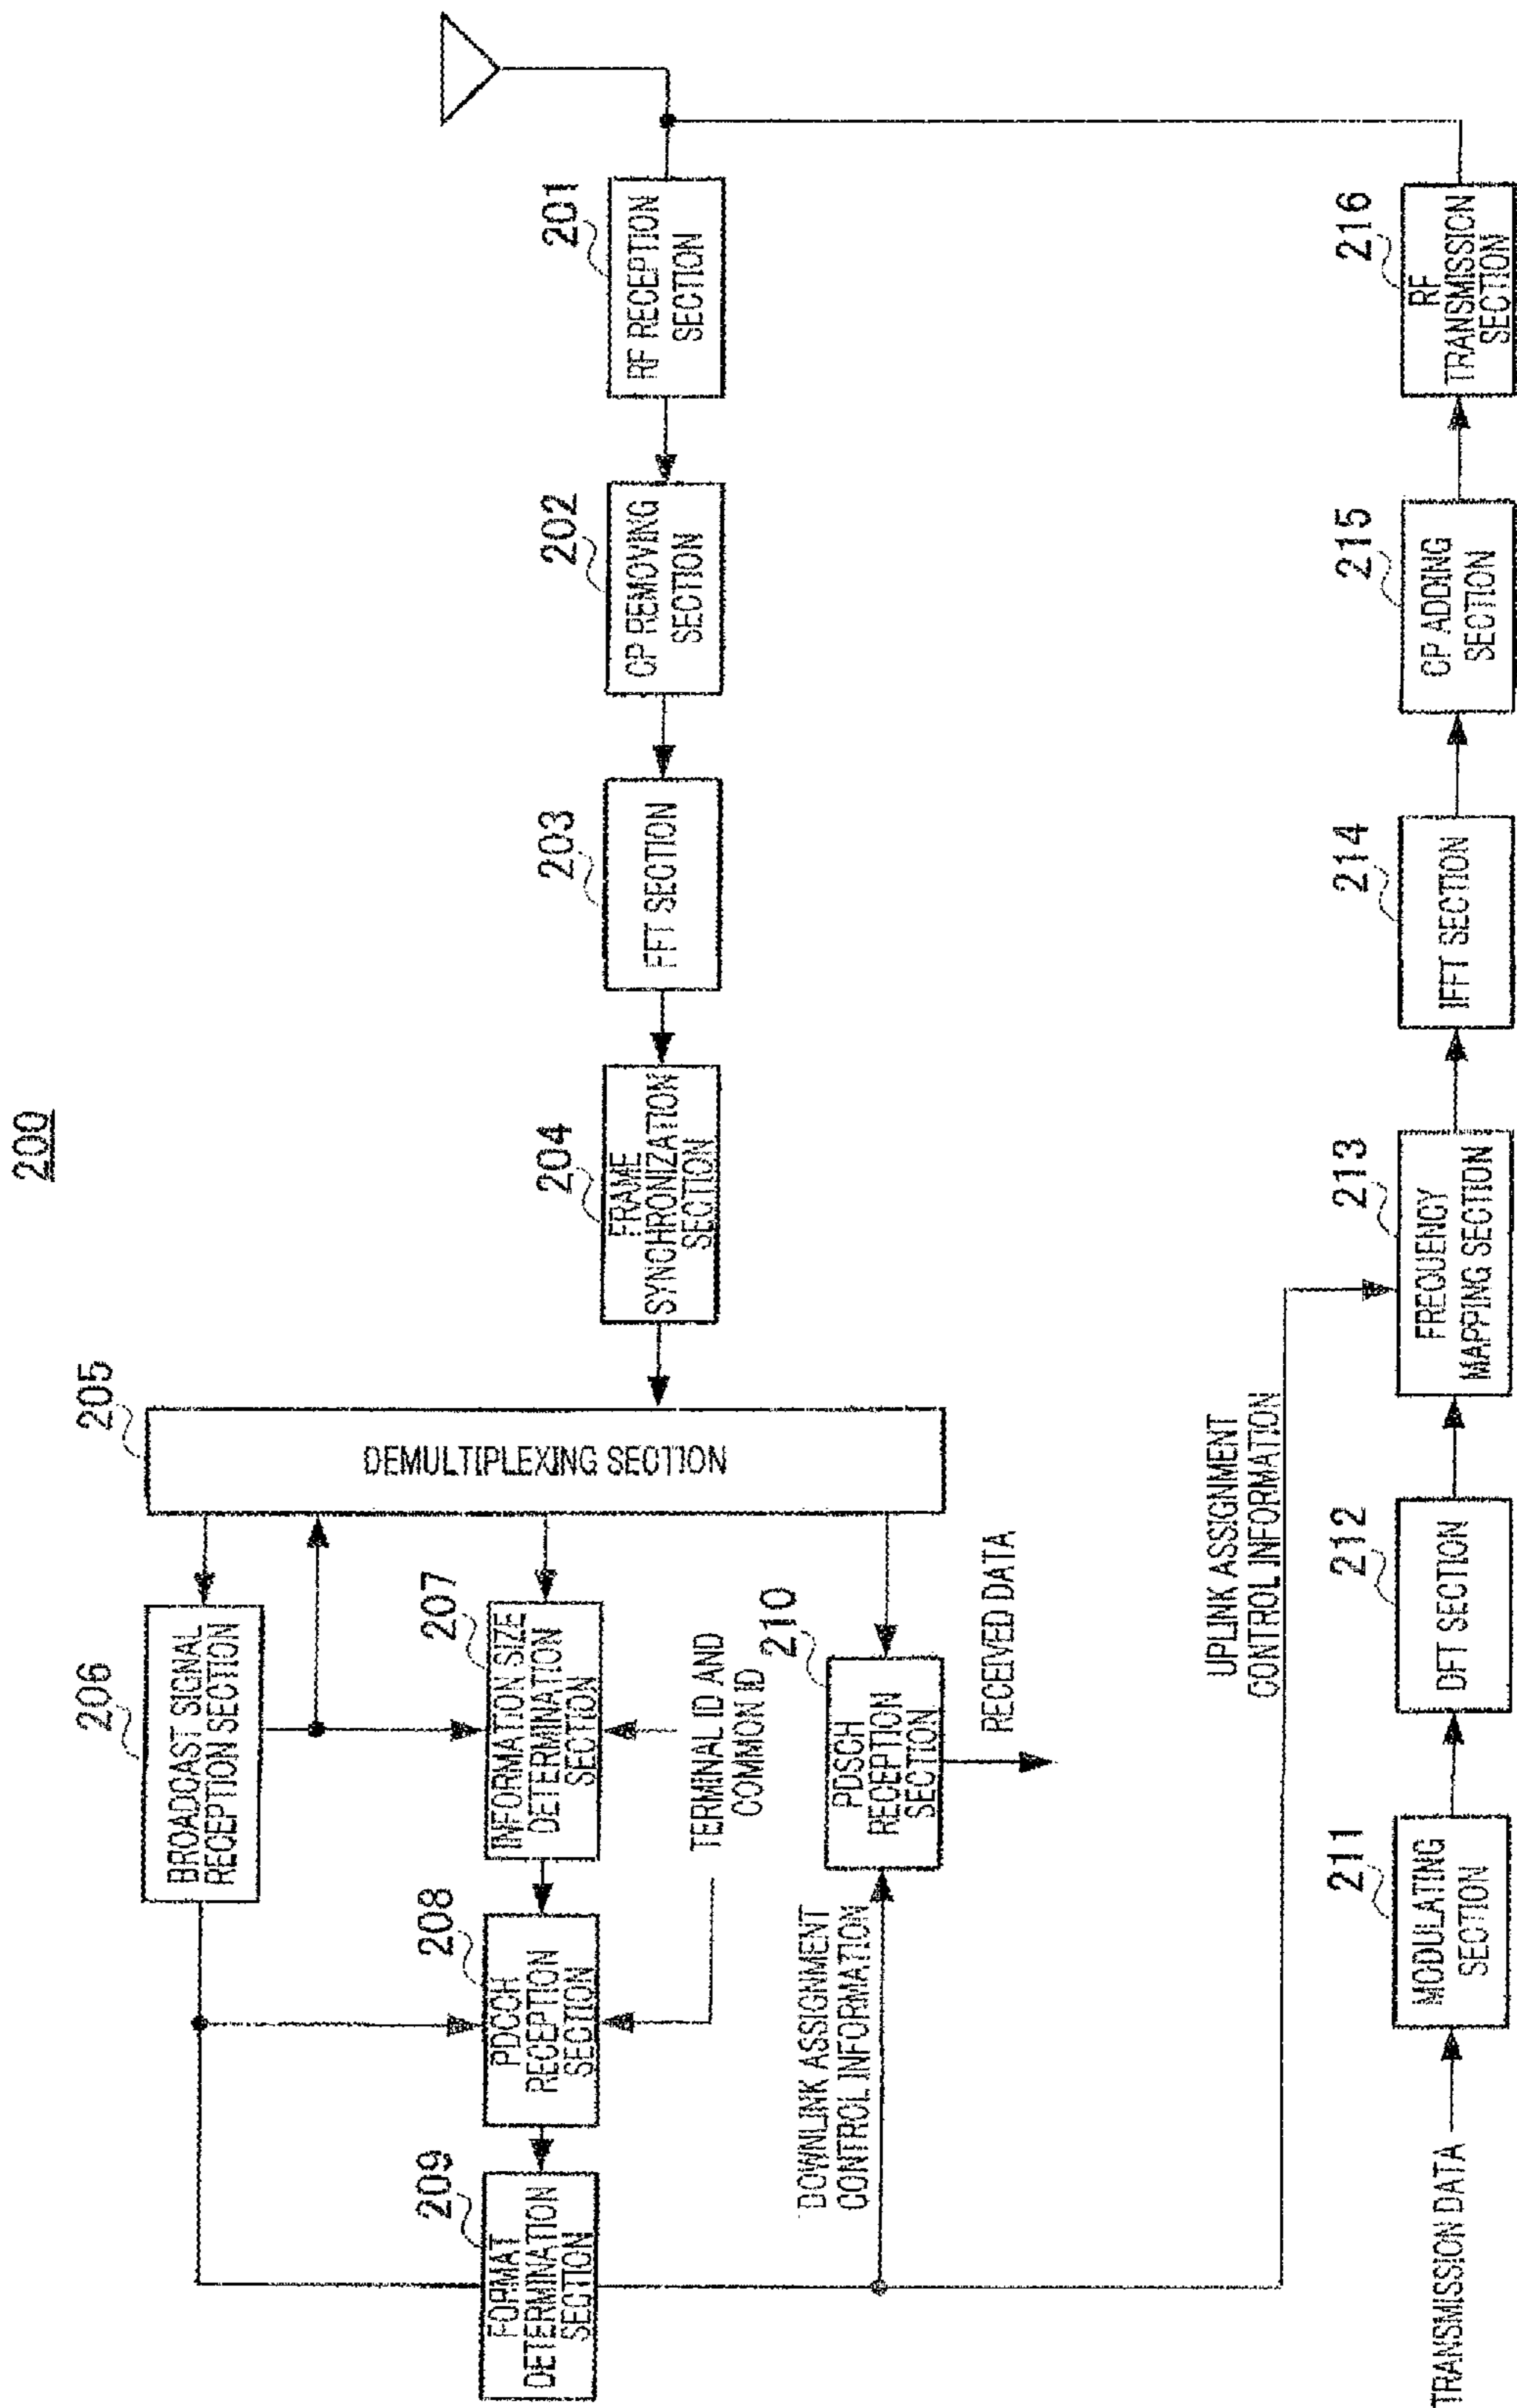 200
205
DEMULTIPLEXING SECTION
204
FRAME
SYNCHRONIZATION
SECTION
203
FFT SECTION
202
CP REMOVING
SECTION
201
RF RECEPTION
SECTION
206
BROADCAST SIGNAL
RECEPTION SECTION
209
FORMAT
DETERMINATION
SECTION
208
PDCCH
RECEPTION
SECTION
207
INFORMATION SIZE
DETERMINATION
SECTION
TERMINAL ID AND
COMMON ID
DOWNLINK ASSIGNMENT
CONTROL INFORMATION
210
PDSCH
RECEPTION
SECTION
RECEIVED DATA
UPLINK ASSIGNMENT
CONTROL INFORMATION
TRANSMISSION DATA
211
MODULATING
SECTION
212
DFT SECTION
213
FREQUENCY
MAPPING SECTION
214
IFFT SECTION
215
CP ADDING
SECTION
216
RF
TRANSMISSION
SECTION